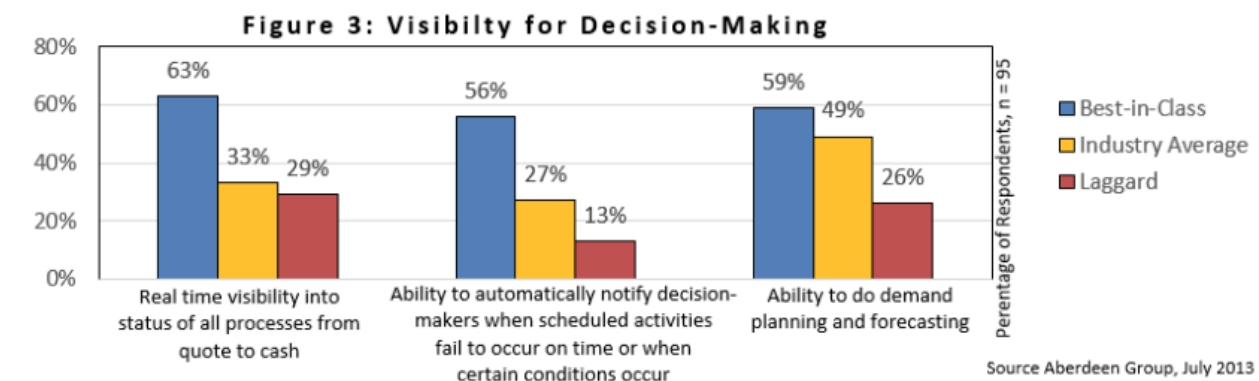 Figure 3: Visibilty for Decision-Making
80%
60%
40%
20%
0%
63%
33%
29%
56%
27%
13%
59%
49%
26%
Real time visibility into
status of all processes from
quote to cash
Ability to automatically notify decision-
makers when scheduled activities
fail to occur on time or when
certain conditions occur
Ability to do demand
planning and forecasting
Perentage of Respondents, n = 95
Best-in-Class
Industry Average
Laggard
Source Aberdeen Group, July 2013